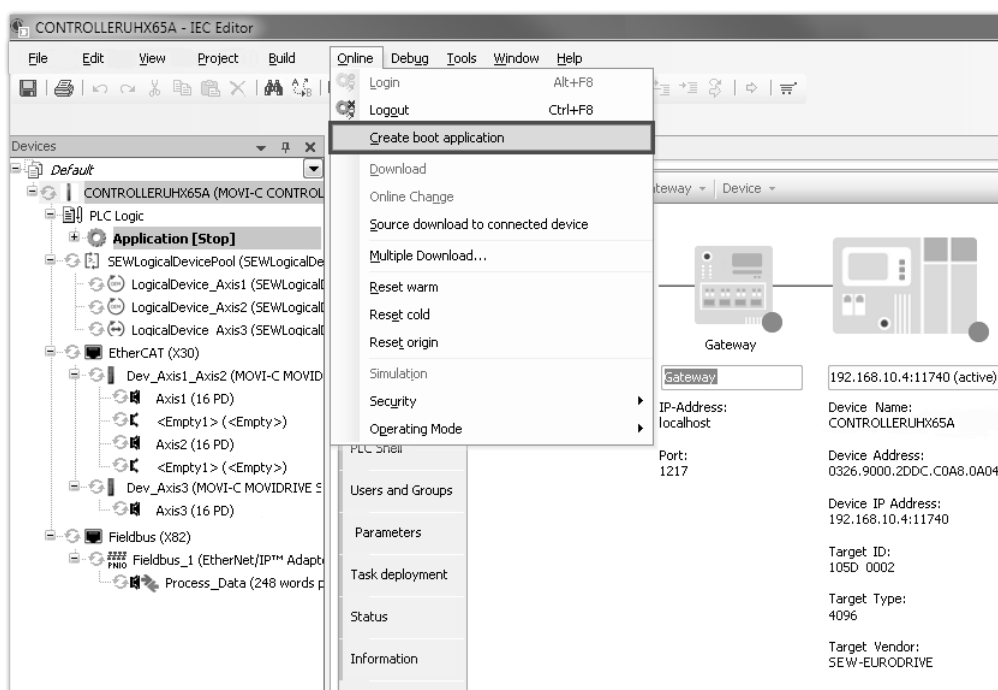 CONTROLLERUHX65A - IEC Editor
File Edit View Project Build Online Debug Tools Window Help
Login Alt+F8
Logout Ctrl+F8
Create boot application
Download
Online Change
Source download to connected device
Multiple Download...
Reset warm
Reset cold
Reset origin
Simulation
Security
Operating Mode
Devices
Default
CONTROLLERUHX65A (MOVI-C CONTROL
PLC Logic
Application [Stop]
SEWLogicalDevicePool (SEWLogicalDe
LogicalDevice_Axis1 (SEWLogical
LogicalDevice_Axis2 (SEWLogical
LogicalDevice_Axis3 (SEWLogical
EtherCAT (X30)
Dev_Axis1_Axis2 (MOVI-C MOVID
Axis1 (16 PD)
<Empty1> (<Empty>)
Axis2 (16 PD)
<Empty1> (<Empty>)
Dev_Axis3 (MOVI-C MOVIDRIVE S
Axis3 (16 PD)
Fieldbus (X82)
Fieldbus_1 (EtherNet/IP™ Adapt
Process_Data (248 words p
PLC Shell
Users and Groups
Parameters
Task deployment
Status
Information
teway Device
Gateway
Gateway
IP-Address:
localhost
Port:
1217
192.168.10.4:11740 (active)
Device Name:
CONTROLLERUHX65A
Device Address:
0326.9000.2DDC.C0A8.0A04
Device IP Address:
192.168.10.4:11740
Target ID:
105D 0002
Target Type:
4096
Target Vendor:
SEW-EURODRIVE